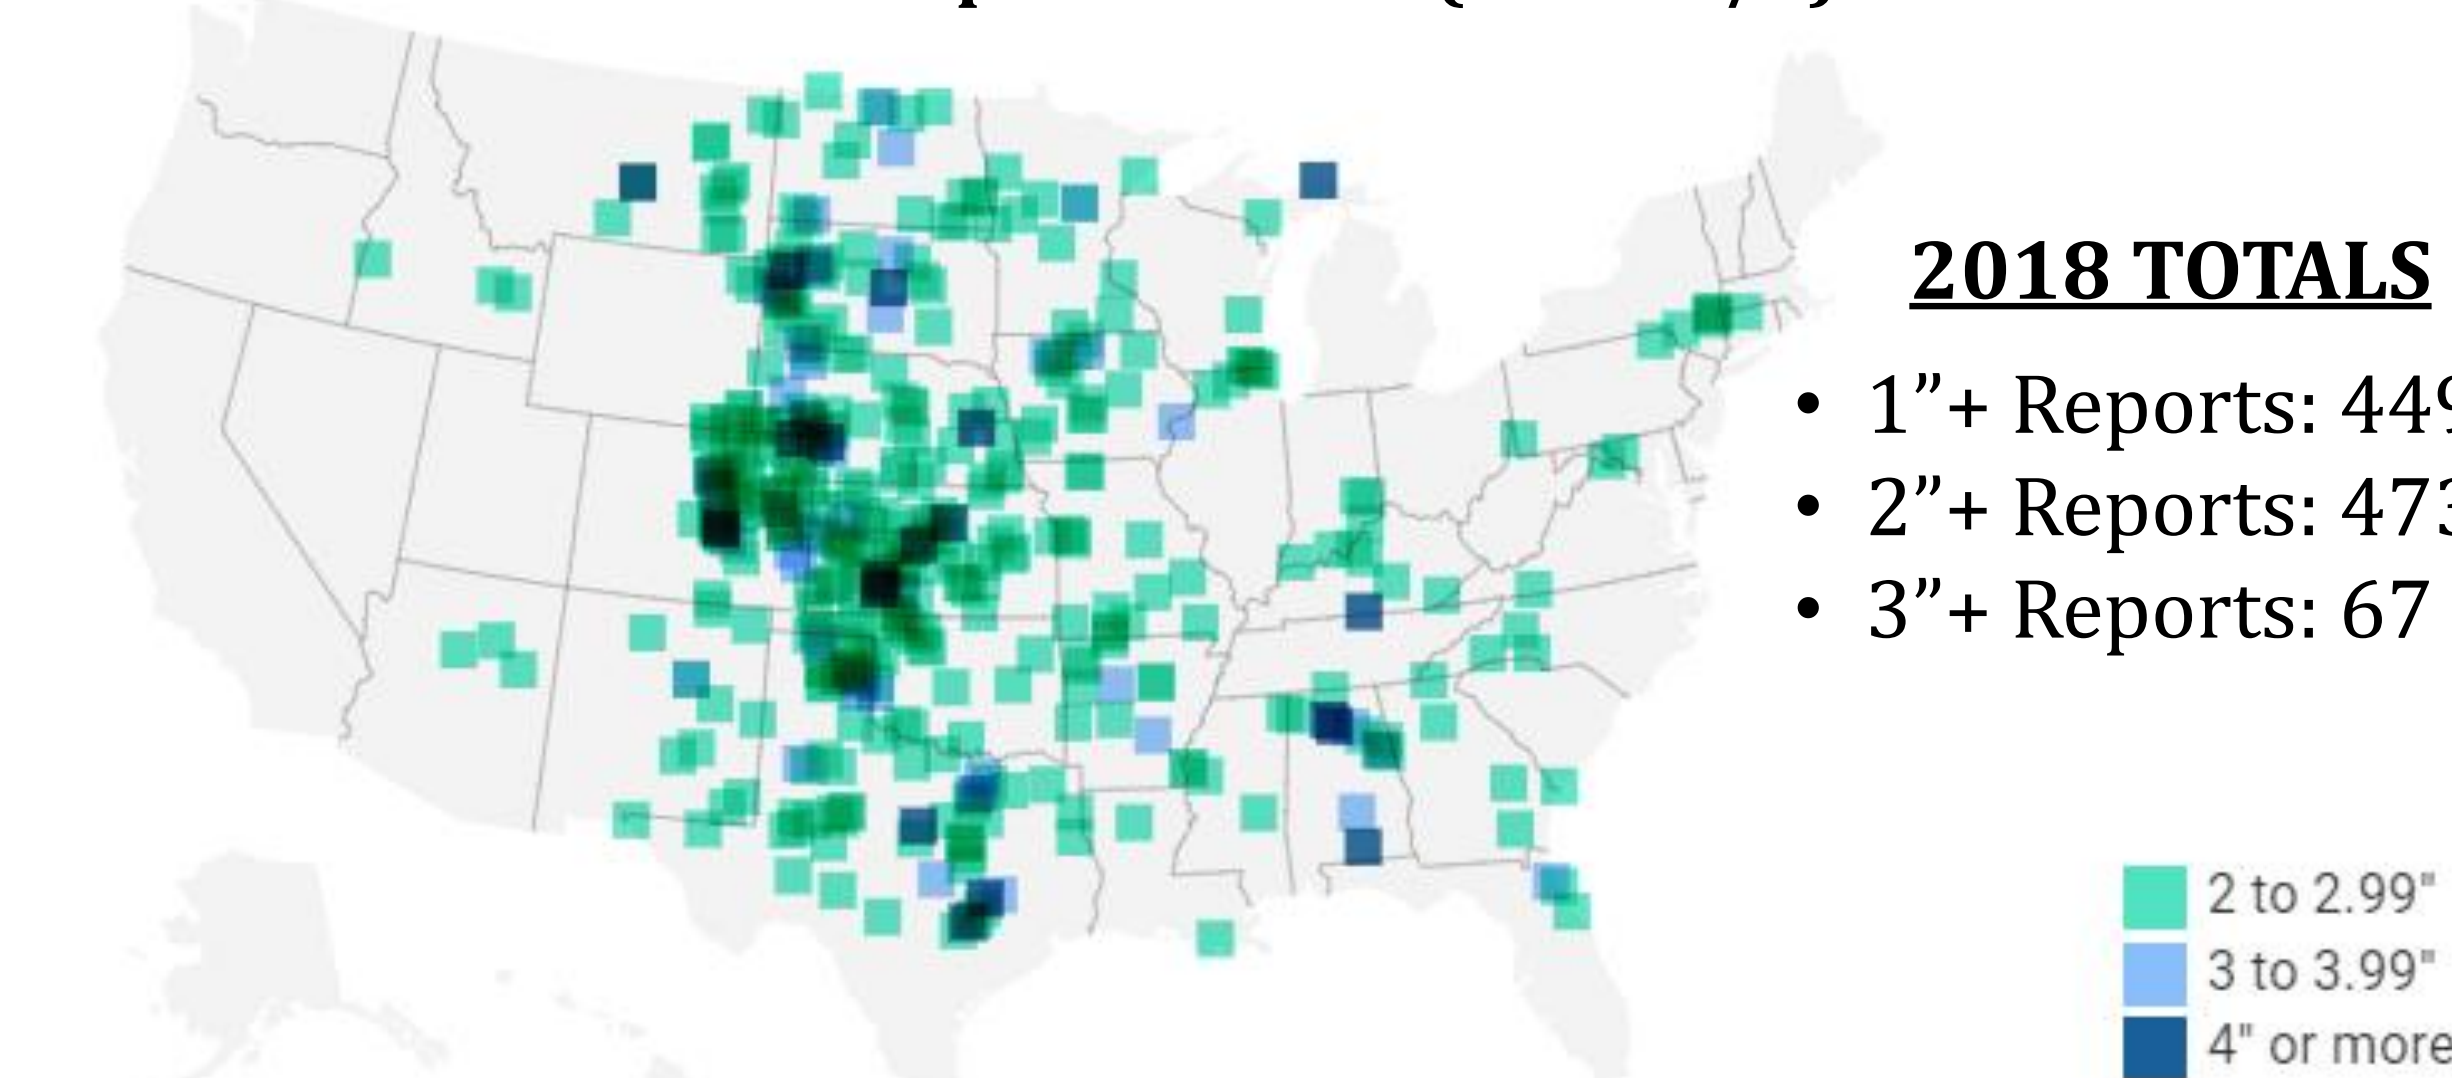 2018 TOTALS
• 1”+ Reports: 449
• 2”+ Reports: 473
• 3”+ Reports: 67
2 to 2.99"
3 to 3.99"
4" or more